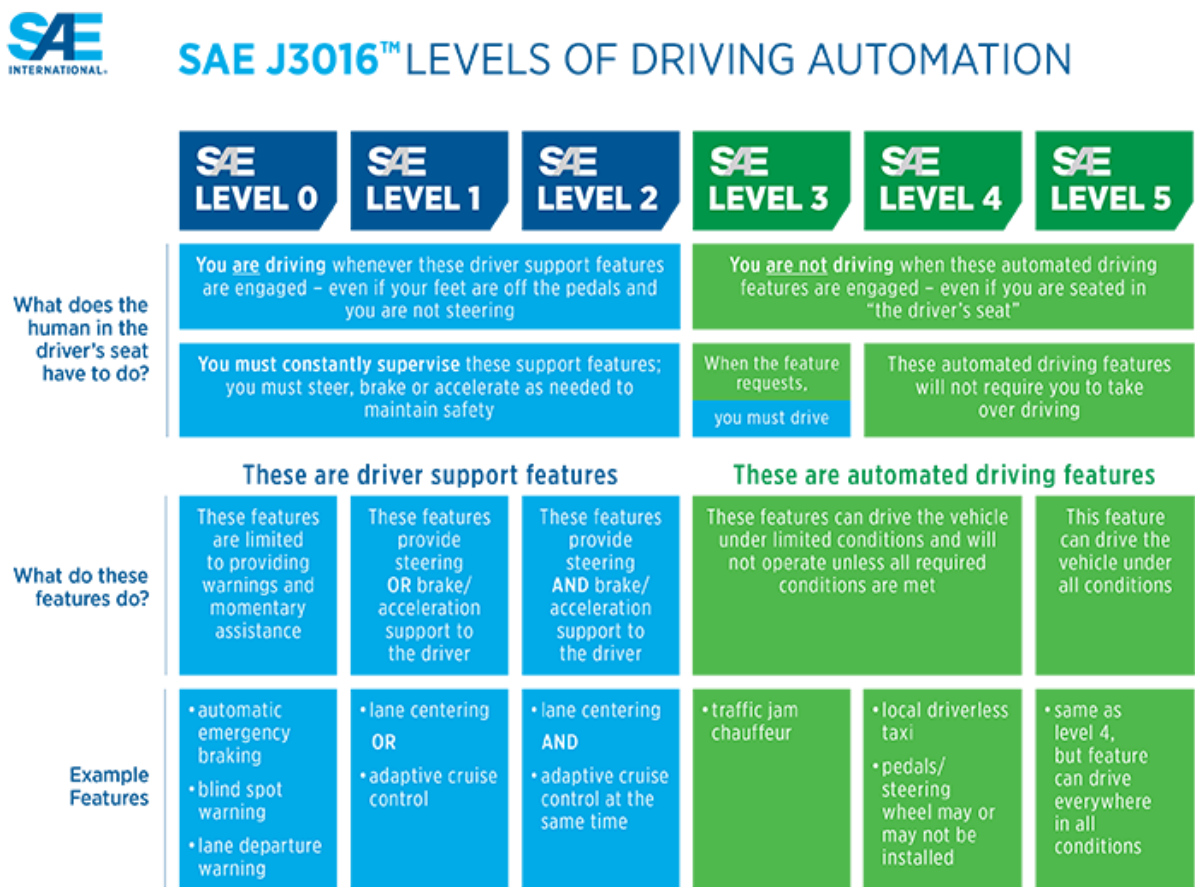 SAE
INTERNATIONAL®
SAE J3016™ LEVELS OF DRIVING AUTOMATION
SAE
LEVEL 0
SAE
LEVEL 1
SAE
LEVEL 2
SAE
LEVEL 3
SAE
LEVEL 4
SAE
LEVEL 5
What does the
human in the
driver's seat
have to do?
You are driving whenever these driver support features
are engaged – even if your feet are off the pedals and
you are not steering
You are not driving when these automated driving
features are engaged – even if you are seated in
"the driver's seat"
You must constantly supervise these support features;
you must steer, brake or accelerate as needed to
maintain safety
When the feature
requests,
you must drive
These automated driving features
will not require you to take
over driving
These are driver support features
These are automated driving features
What do these
features do?
These features
are limited
to providing
warnings and
momentary
assistance
These features
provide
steering
OR brake/
acceleration
support to
the driver
These features
provide
steering
AND brake/
acceleration
support to
the driver
These features can drive the vehicle
under limited conditions and will
not operate unless all required
conditions are met
This feature
can drive the
vehicle under
all conditions
Example
Features
• automatic
emergency
braking
• blind spot
warning
• lane departure
warning
• lane centering
OR
• adaptive cruise
control
• lane centering
AND
• adaptive cruise
control at the
same time
• traffic jam
chauffeur
• local driverless
taxi
• pedals/
steering
wheel may or
may not be
installed
• same as
level 4,
but feature
can drive
everywhere
in all
conditions